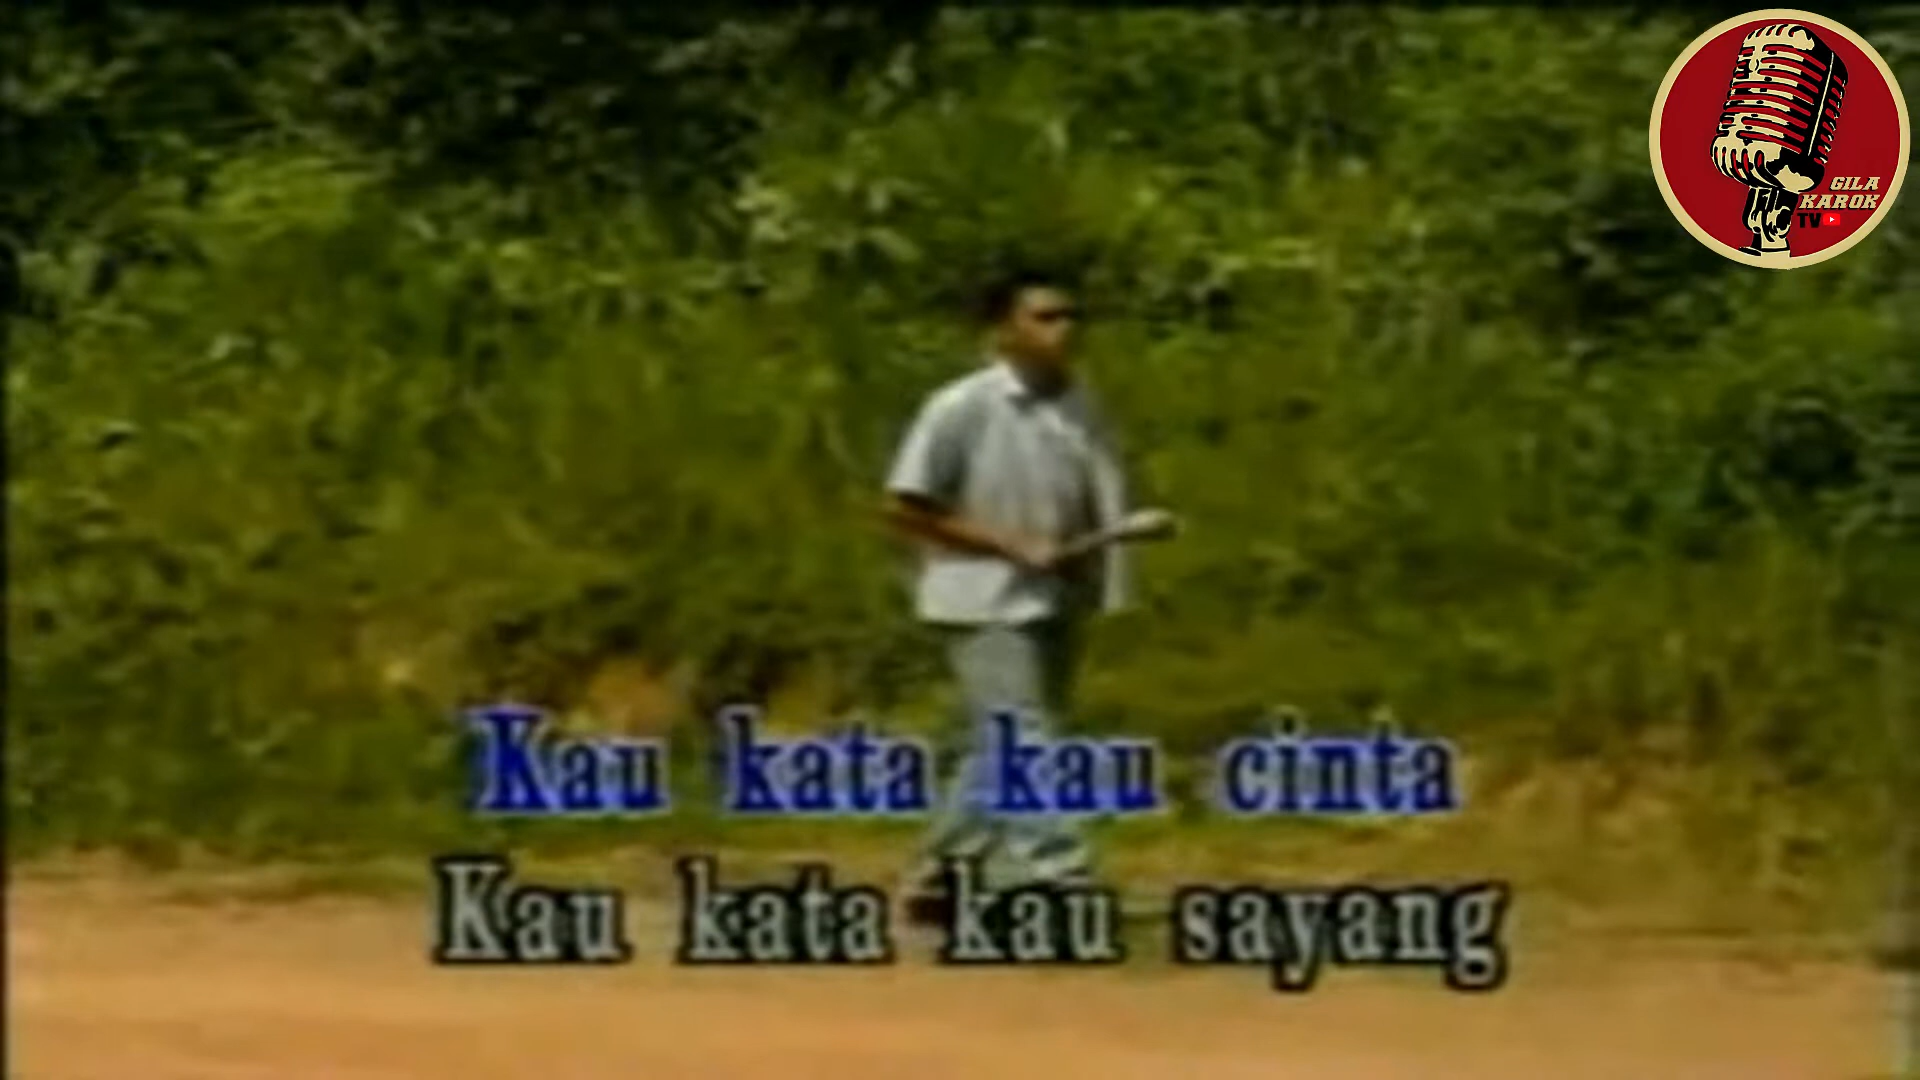 GILA
KAROK
TV
Kau kata kau cinta
Kau kata kau sayang